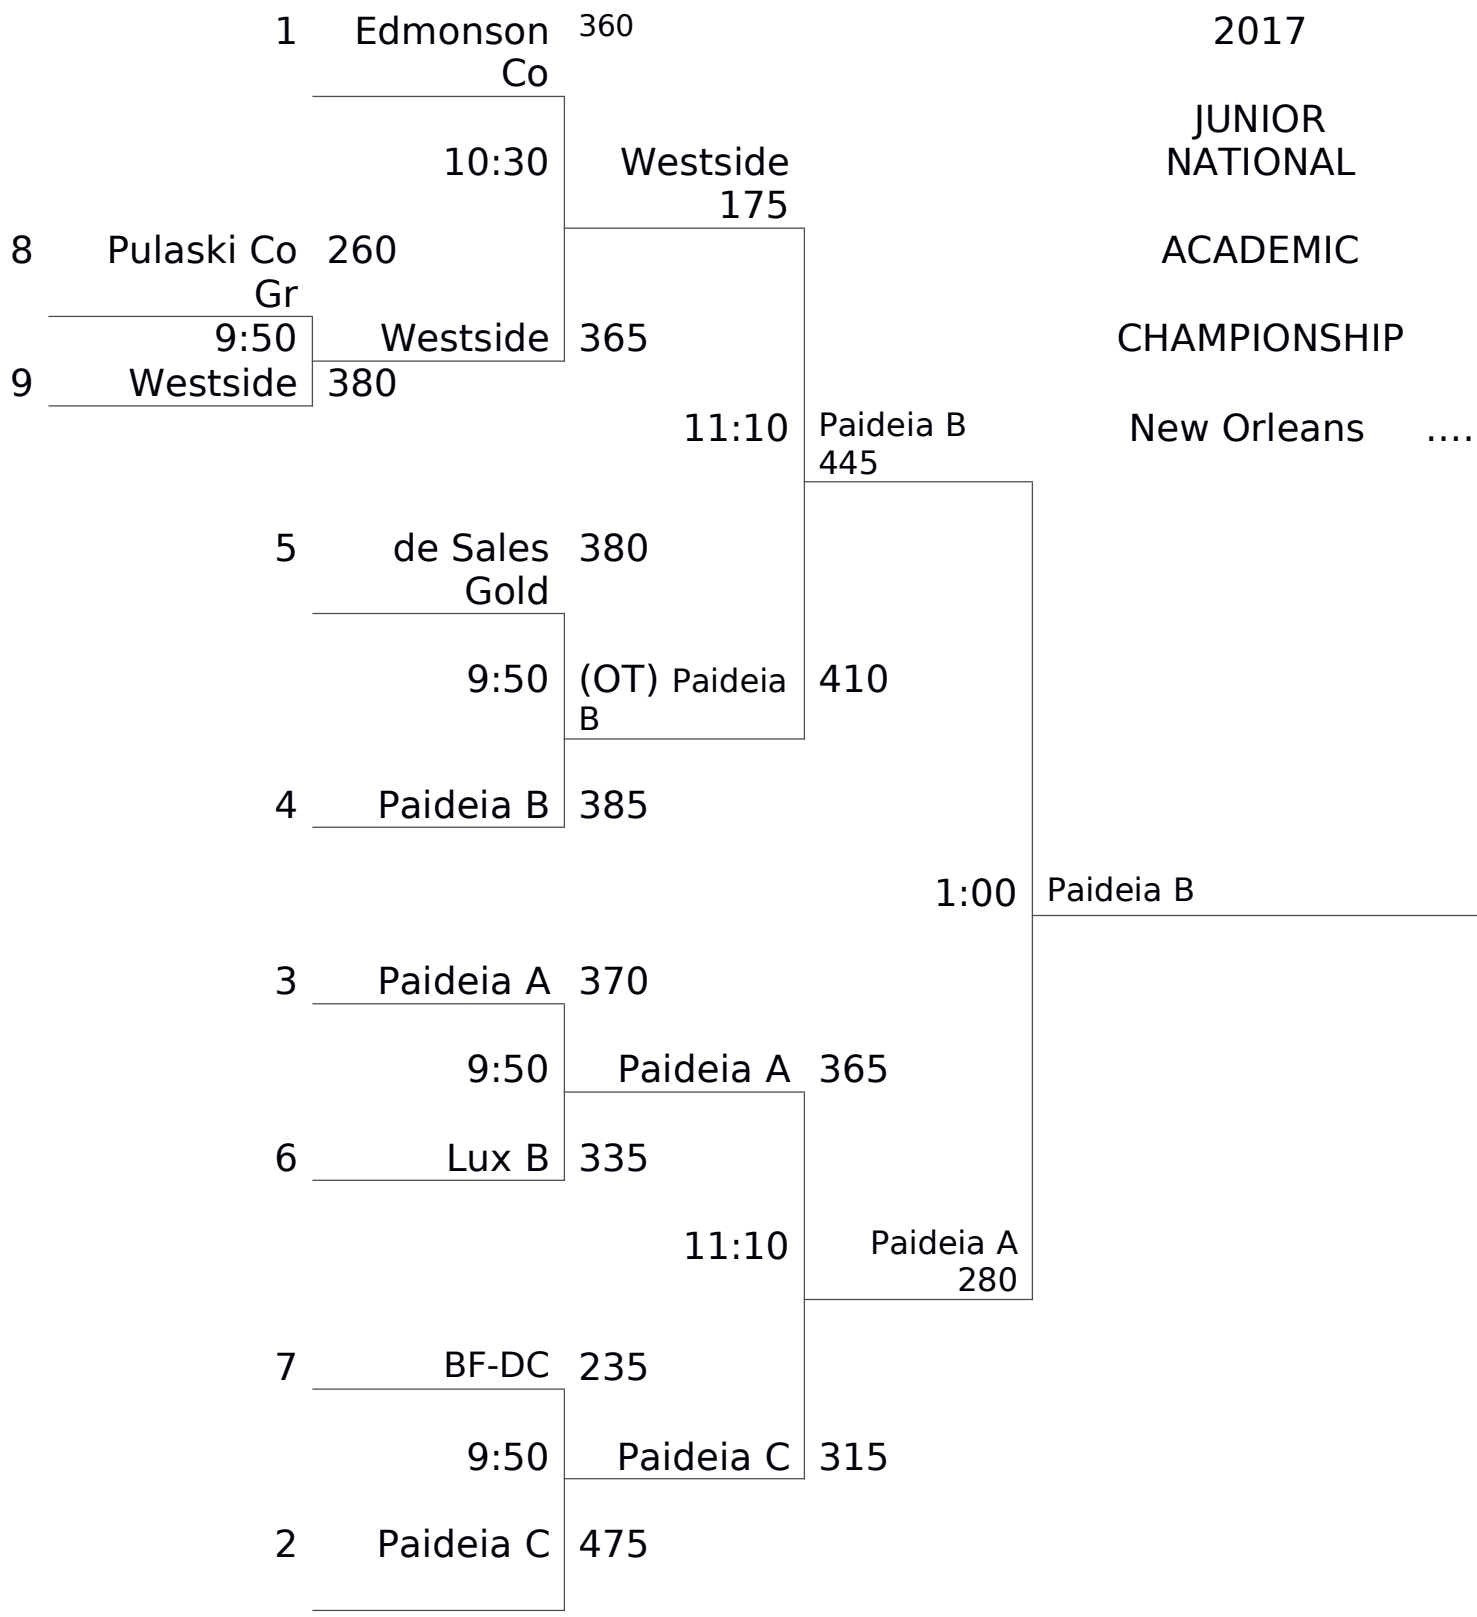 1 Edmonson 360 2017
Co
JUNIOR
10:30 Westside NATIONAL
175
8 Pulaski Co 260 ACADEMIC
Gr
9:50 Westside 365 CHAMPIONSHIP
9 Westside 380
11:10 Paideia B New Orleans ....
445
5 de Sales 380
Gold
9:50 (OT) Paideia 410
B
4 Paideia B 385
1:00 Paideia B
3 Paideia A 370
9:50 Paideia A 365
6 Lux B 335
11:10 Paideia A
280
7 BF-DC 235
9:50 Paideia C 315
2 Paideia C 475